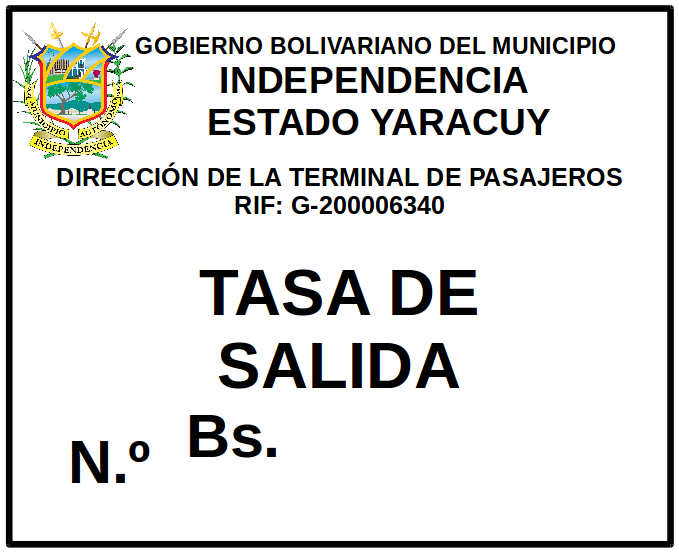 GOBIERNO BOLIVARIANO DEL MUNICIPIO
INDEPENDENCIA
ESTADO YARACUY
MUNICIPIO AUTONOMO
INDEPENDENCIA
DIRECCIÓN DE LA TERMINAL DE PASAJEROS
RIF: G-200006340
TASA DE
SALIDA
Bs.
N.º